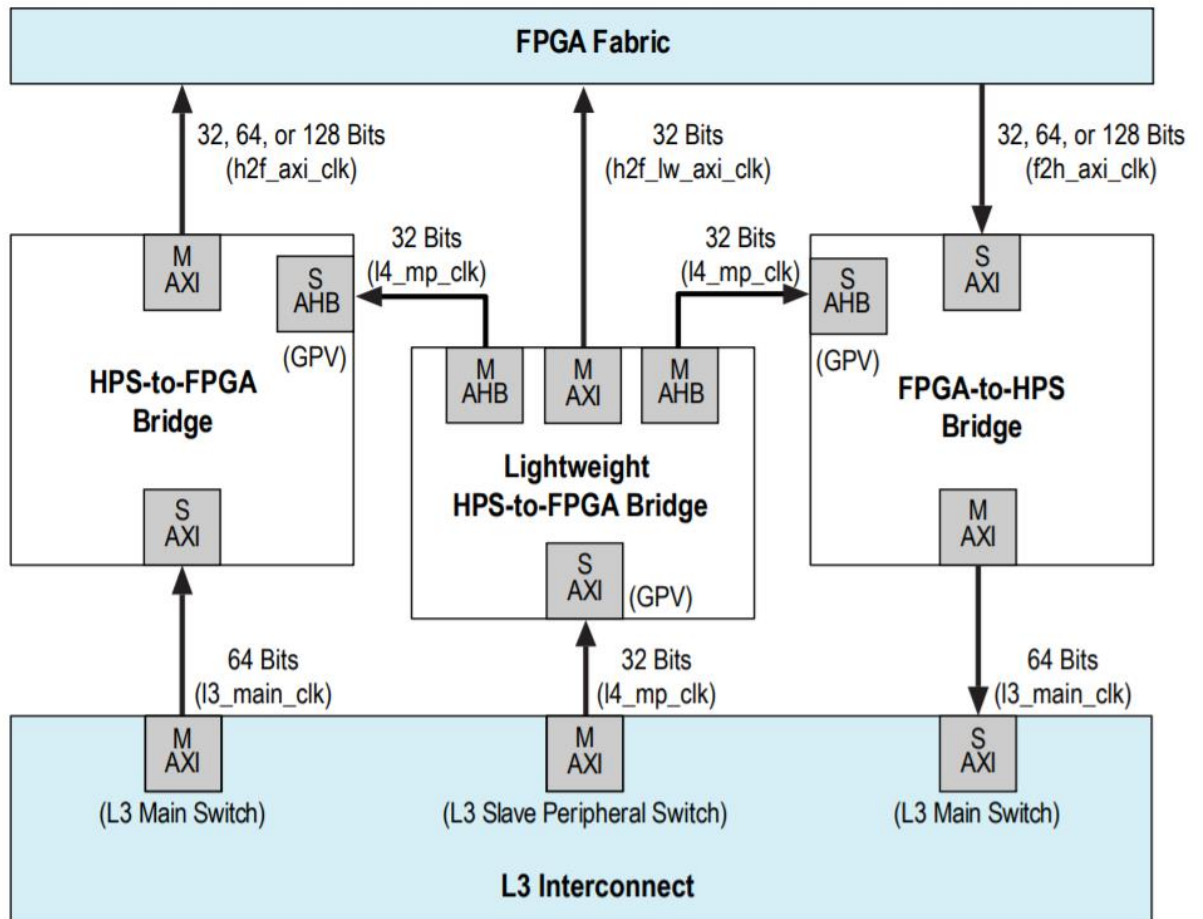 FPGA Fabric
32, 64, or 128 Bits
(h2f_axi_clk)
32 Bits
(h2f_lw_axi_clk)
32, 64, or 128 Bits
(f2h_axi_clk)
M
AXI
S
AHB
(GPV)
32 Bits
(l4_mp_clk)
32 Bits
(l4_mp_clk)
S
AHB
(GPV)
S
AXI
HPS-to-FPGA
Bridge
M
AHB
M
AXI
M
AHB
FPGA-to-HPS
Bridge
Lightweight
HPS-to-FPGA Bridge
S
AXI
S
AXI
(GPV)
M
AXI
64 Bits
(l3_main_clk)
32 Bits
(l4_mp_clk)
64 Bits
(l3_main_clk)
M
AXI
(L3 Main Switch)
M
AXI
(L3 Slave Peripheral Switch)
S
AXI
(L3 Main Switch)
L3 Interconnect